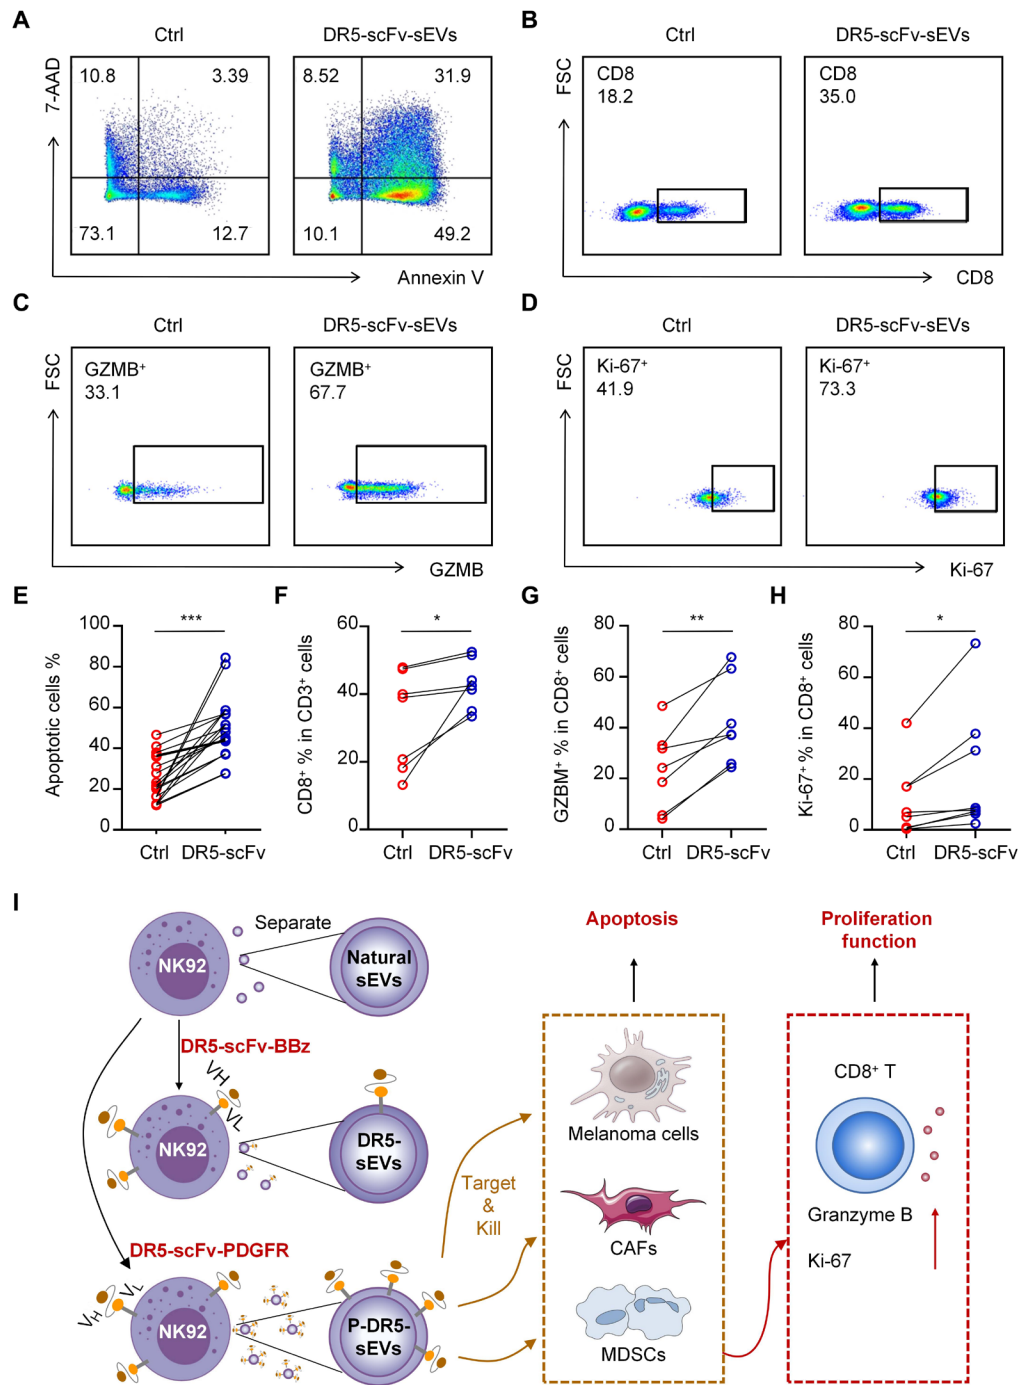 A
Ctrl
DR5-scFv-sEVs
7-AAD
10.8
3.39
8.52
31.9
73.1
12.7
10.1
49.2
Annexin V
B
Ctrl
DR5-scFv-sEVs
FSC
CD8
18.2
CD8
35.0
CD8
C
Ctrl
DR5-scFv-sEVs
FSC
GZMB⁺
33.1
GZMB⁺
67.7
GZMB
D
Ctrl
DR5-scFv-sEVs
FSC
Ki-67⁺
41.9
Ki-67⁺
73.3
Ki-67
E
Apoptotic cells %
100
80
60
40
20
0
***
Ctrl
DR5-scFv
F
CD8⁺ % in CD3⁺ cells
60
40
20
0
*
Ctrl
DR5-scFv
G
GZBM⁺ % in CD8⁺ cells
80
60
40
20
0
**
Ctrl
DR5-scFv
H
Ki-67⁺ % in CD8⁺ cells
80
60
40
20
0
*
Ctrl
DR5-scFv
I
NK92
Separate
Natural
sEVs
DR5-scFv-BBz
VH
VL
NK92
DR5-
sEVs
DR5-scFv-PDGFR
V_H
V_L
NK92
P-DR5-
sEVs
Target
&
Kill
Apoptosis
Melanoma cells
CAFs
MDSCs
Proliferation
function
CD8⁺ T
Granzyme B
Ki-67